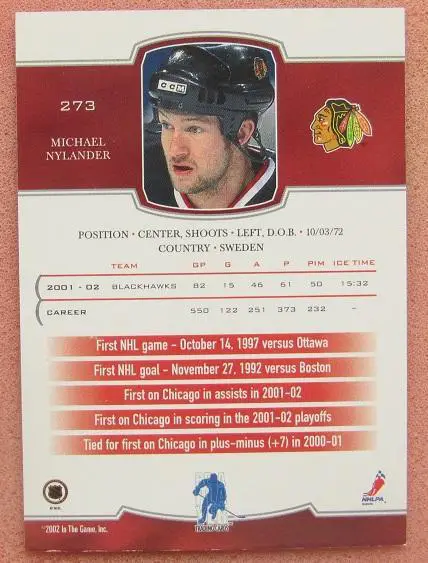 273
CCM
MICHAEL
NYLANDER
POSITION • CENTER, SHOOTS • LEFT, D.O.B. • 10/03/72
COUNTRY • SWEDEN
TEAM GP G A P PIM ICE TIME
2001 - 02 BLACKHAWKS 82 15 46 61 50 15:32
CAREER 550 122 251 373 232 –
First NHL game - October 14, 1997 versus Ottawa
First NHL goal - November 27, 1992 versus Boston
First on Chicago in assists in 2001-02
First on Chicago in scoring in the 2001-02 playoffs
Tied for first on Chicago in plus-minus (+7) in 2000-01
NHLPA
©2002 In The Game, Inc.